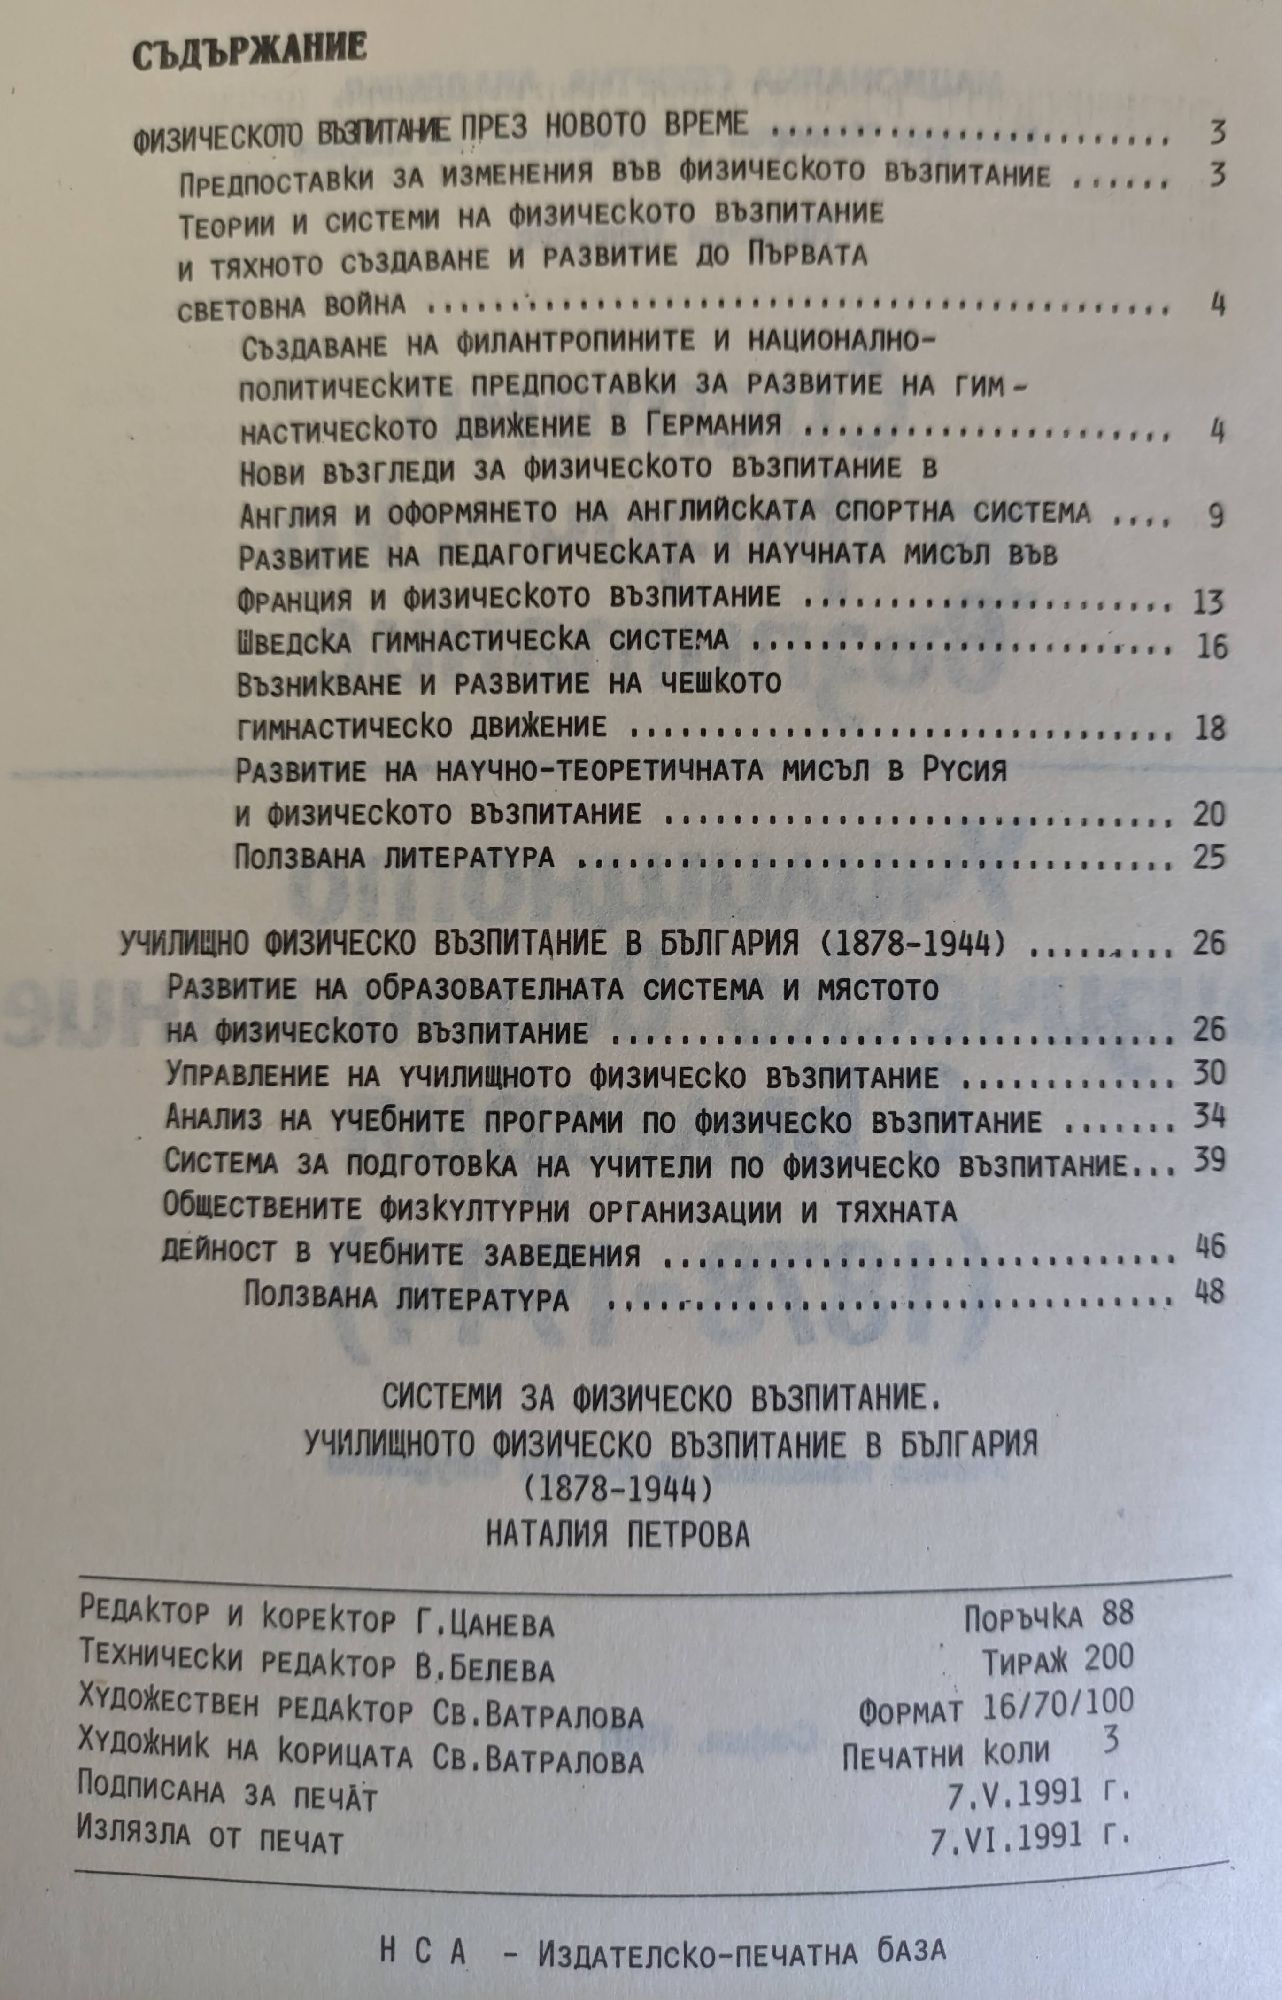 СЪДЪРЖАНИЕ
ФИЗИЧЕСКОТО ВЪЗПИТАНИЕ ПРЕЗ НОВОТО ВРЕМЕ ....................... 3
Предпоставки за изменения във физическото възпитание ...... 3
Теории и системи на физическото възпитание
и тяхното създаване и развитие до Първата
световна война ........................................... 4
Създаване на филантропините и национално-
политическите предпоставки за развитие на гим-
настическото движение в Германия ..................... 4
Нови възгледи за физическото възпитание в
Англия и оформянето на английската спортна система .... 9
Развитие на педагогическата и научната мисъл във
Франция и физическото възпитание ..................... 13
Шведска гимнастическа система ........................ 16
Възникване и развитие на чешкото
гимнастическо движение ............................... 18
Развитие на научно-теоретичната мисъл в Русия
и физическото възпитание ............................. 20
Ползвана литература .................................. 25
УЧИЛИЩНО ФИЗИЧЕСКО ВЪЗПИТАНИЕ В БЪЛГАРИЯ (1878-1944) ......... 26
Развитие на образователната система и мястото
на физическото възпитание ................................ 26
Управление на училищното физическо възпитание ............. 30
Анализ на учебните програми по физическо възпитание ....... 34
Система за подготовка на учители по физическо възпитание... 39
Обществените физкултурни организации и тяхната
дейност в учебните заведения .............................. 46
Ползвана литература ................................. 48
СИСТЕМИ ЗА ФИЗИЧЕСКО ВЪЗПИТАНИЕ.
УЧИЛИЩНОТО ФИЗИЧЕСКО ВЪЗПИТАНИЕ В БЪЛГАРИЯ
(1878-1944)
НАТАЛИЯ ПЕТРОВА
Редактор и коректор Г.Цанева Поръчка 88
Технически редактор В.Белева Тираж 200
Художествен редактор Св.Ватралова Формат 16/70/100
Художник на корицата Св.Ватралова Печатни коли 3
Подписана за печат 7.V.1991 г.
Излязла от печат 7.VI.1991 г.
Н С А - Издателско-печатна база